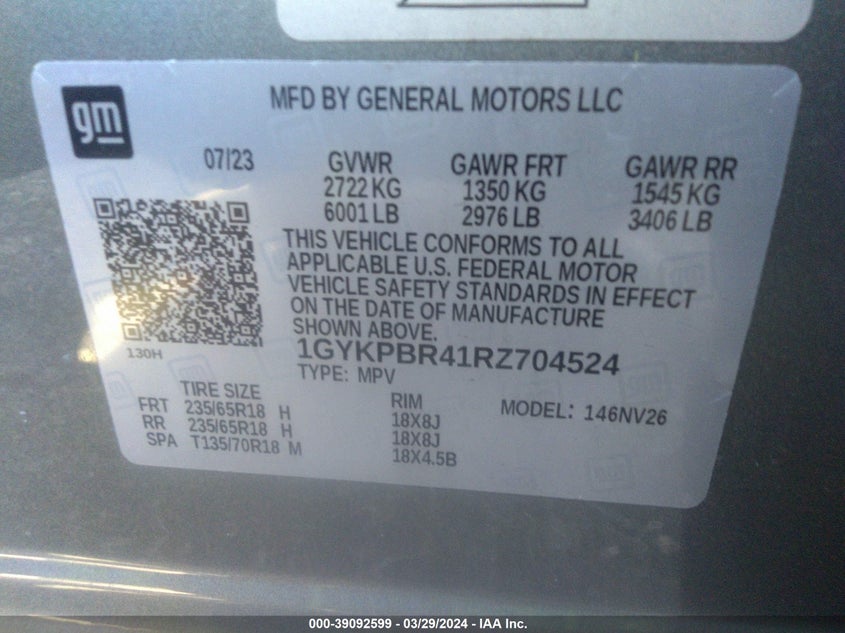 gm
MFD BY GENERAL MOTORS LLC
07/23 GVWR GAWR FRT GAWR RR
2722 KG 1350 KG 1545 KG
6001 LB 2976 LB 3406 LB
THIS VEHICLE CONFORMS TO ALL
APPLICABLE U.S. FEDERAL MOTOR
VEHICLE SAFETY STANDARDS IN EFFECT
ON THE DATE OF MANUFACTURE
SHOWN ABOVE.
130H
1GYKPBR41RZ704524
TYPE: MPV
TIRE SIZE RIM MODEL: 146NV26
FRT 235/65R18 H 18X8J
RR 235/65R18 H 18X8J
SPA T135/70R18 M 18X4.5B
000-39092599 / 03/29/2024 - IAA Inc.